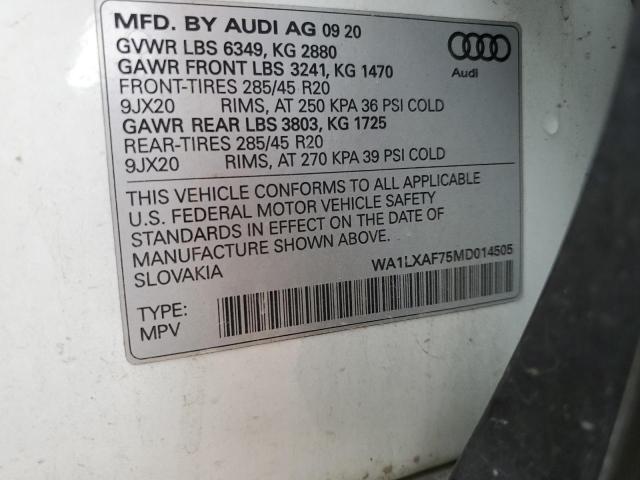 MFD. BY AUDI AG 09 20
GVWR LBS 6349, KG 2880
GAWR FRONT LBS 3241, KG 1470
FRONT-TIRES 285/45 R20
9JX20 RIMS, AT 250 KPA 36 PSI COLD
GAWR REAR LBS 3803, KG 1725
REAR-TIRES 285/45 R20
9JX20 RIMS, AT 270 KPA 39 PSI COLD
Audi
THIS VEHICLE CONFORMS TO ALL APPLICABLE
U.S. FEDERAL MOTOR VEHICLE SAFETY
STANDARDS IN EFFECT ON THE DATE OF
MANUFACTURE SHOWN ABOVE.
SLOVAKIA
WA1LXAF75MD014505
TYPE:
MPV